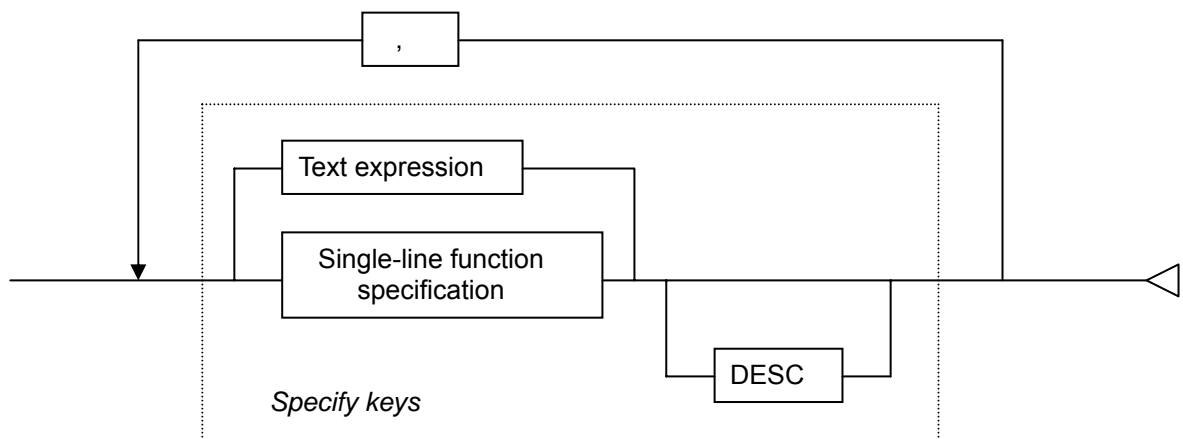 ,
Text expression
Single-line function
specification
DESC
Specify keys